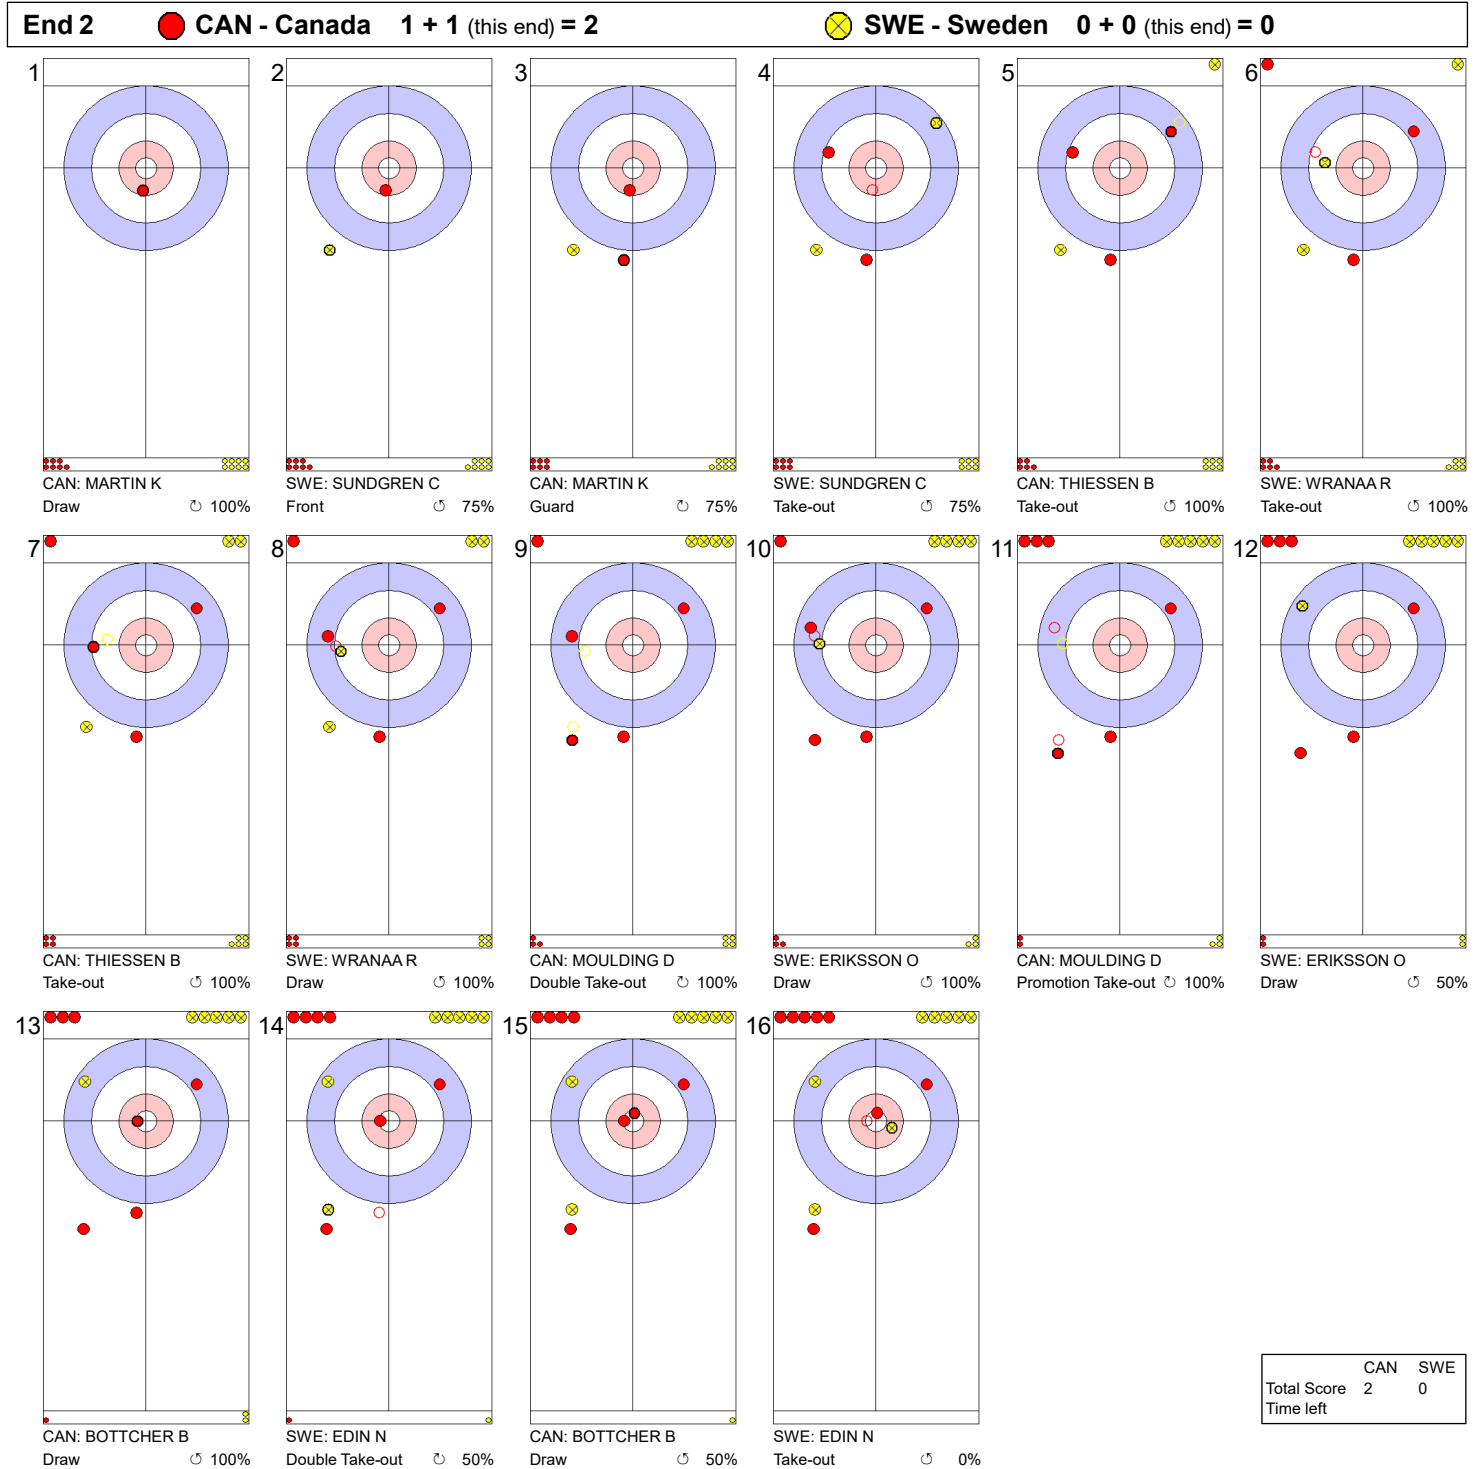 End 2 CAN - Canada 1 + 1 (this end) = 2 SWE - Sweden 0 + 0 (this end) = 0
1 2 3 4 5 6
CAN: MARTIN K SWE: SUNDGREN C CAN: MARTIN K SWE: SUNDGREN C CAN: THIESSEN B SWE: WRANAA R
Draw ↻ 100% Front ↺ 75% Guard ↻ 75% Take-out ↺ 75% Take-out ↻ 100% Take-out ↻ 100%
7 8 9 10 11 12
CAN: THIESSEN B SWE: WRANAA R CAN: MOULDING D SWE: ERIKSSON O CAN: MOULDING D SWE: ERIKSSON O
Take-out ↺ 100% Draw ↺ 100% Double Take-out ↺ 100% Draw ↺ 100% Promotion Take-out ↻ 100% Draw ↺ 50%
13 14 15 16
CAN: BOTTCHER B SWE: EDIN N CAN: BOTTCHER B SWE: EDIN N
Draw ↺ 100% Double Take-out ↺ 50% Draw ↺ 50% Take-out ↺ 0%
CAN SWE
Total Score 2 0
Time left